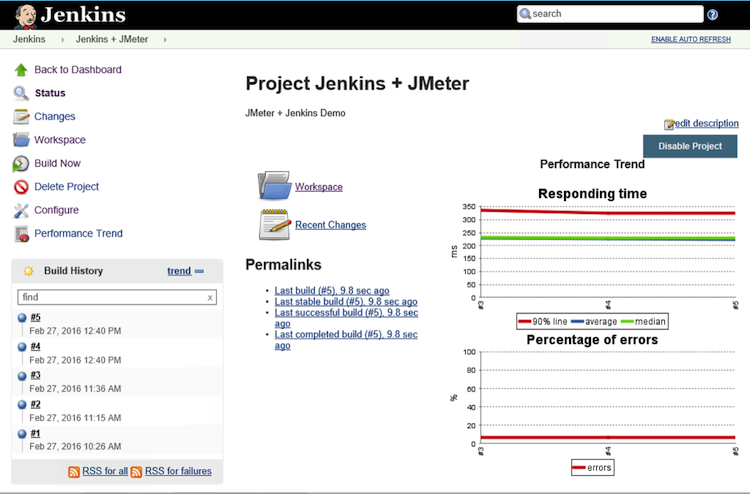 Jenkins
search
Jenkins Jenkins + JMeter
ENABLE AUTO REFRESH
Back to Dashboard
Status
Changes
Workspace
Build Now
Delete Project
Configure
Performance Trend
Build History trend
find x
#5
Feb 27, 2016 12:40 PM
#4
Feb 27, 2016 12:40 PM
#3
Feb 27, 2016 11:36 AM
#2
Feb 27, 2016 11:15 AM
#1
Feb 27, 2016 10:26 AM
RSS for all RSS for failures
Project Jenkins + JMeter
JMeter + Jenkins Demo
edit description
Disable Project
Workspace
Recent Changes
Permalinks
Last build (#5), 9.8 sec ago
Last stable build (#5), 9.8 sec ago
Last successful build (#5), 9.8 sec
ago
Last completed build (#5), 9.8 sec
ago
Performance Trend
Responding time
350
300
250
200
150
100
50
0
ms
#3 #4 #5
90% line average median
Percentage of errors
100
80
60
40
20
0
%
#3 #4 #5
errors